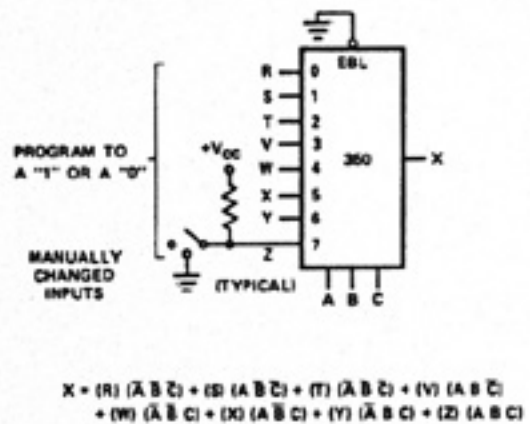 EBL
R 0
S 1
T 2
V 3
W 4
X 5
Y 6
Z 7
X
PROGRAM TO
A "1" OR A "0"
+VCC
MANUALLY
CHANGED
INPUTS
(TYPICAL)
A B C
X = (R) (A̅ B̅ C̅) + (S) (A B̅ C̅) + (T) (A̅ B C̅) + (V) (A B C̅)
+ (W) (A̅ B̅ C) + (X) (A B̅ C) + (Y) (A̅ B C) + (Z) (A B C)